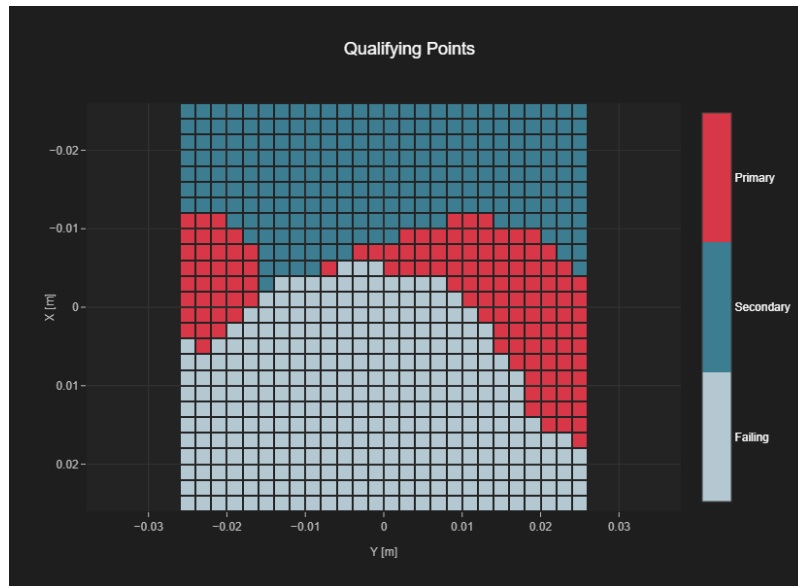 Qualifying Points
−0.02
−0.01
0
0.01
0.02
X [m]
−0.03
−0.02
−0.01
0
0.01
0.02
0.03
Y [m]
Primary
Secondary
Failing